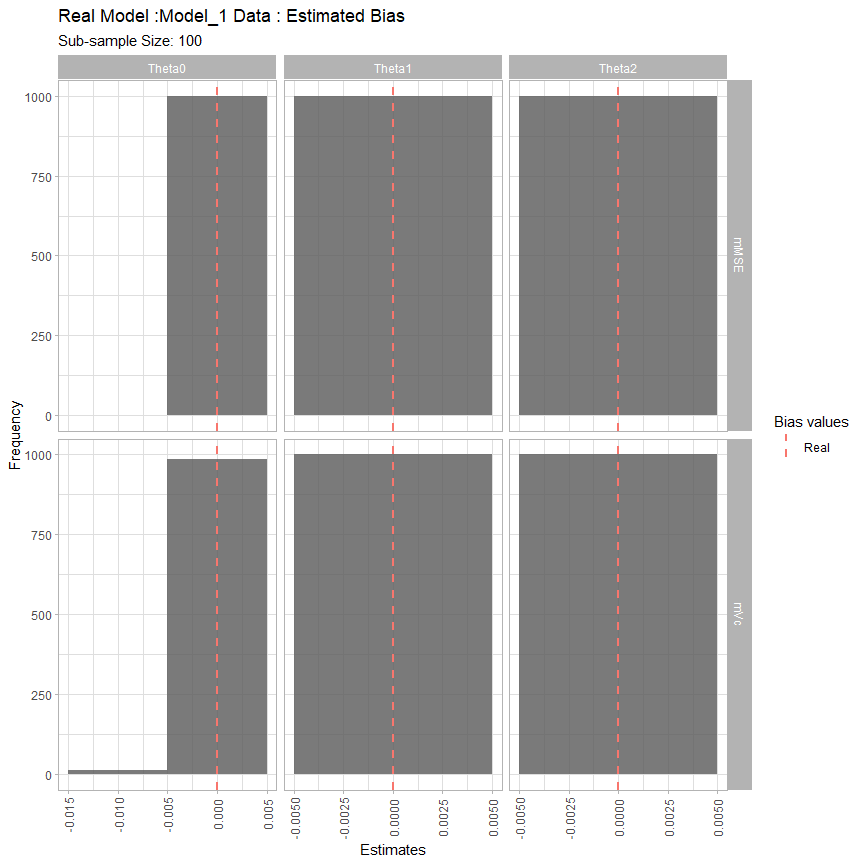 Real Model :Model_1 Data : Estimated Bias
Sub-sample Size: 100
Theta0 Theta1 Theta2
1000
750
500
250
0
mMSE
1000
750
500
250
0
mVc
Frequency
-0.015 -0.010 -0.005 0.000 0.005 -0.0050 -0.0025 0.0000 0.0025 0.0050 -0.0050 -0.0025 0.0000 0.0025 0.0050
Estimates
Bias values
Real